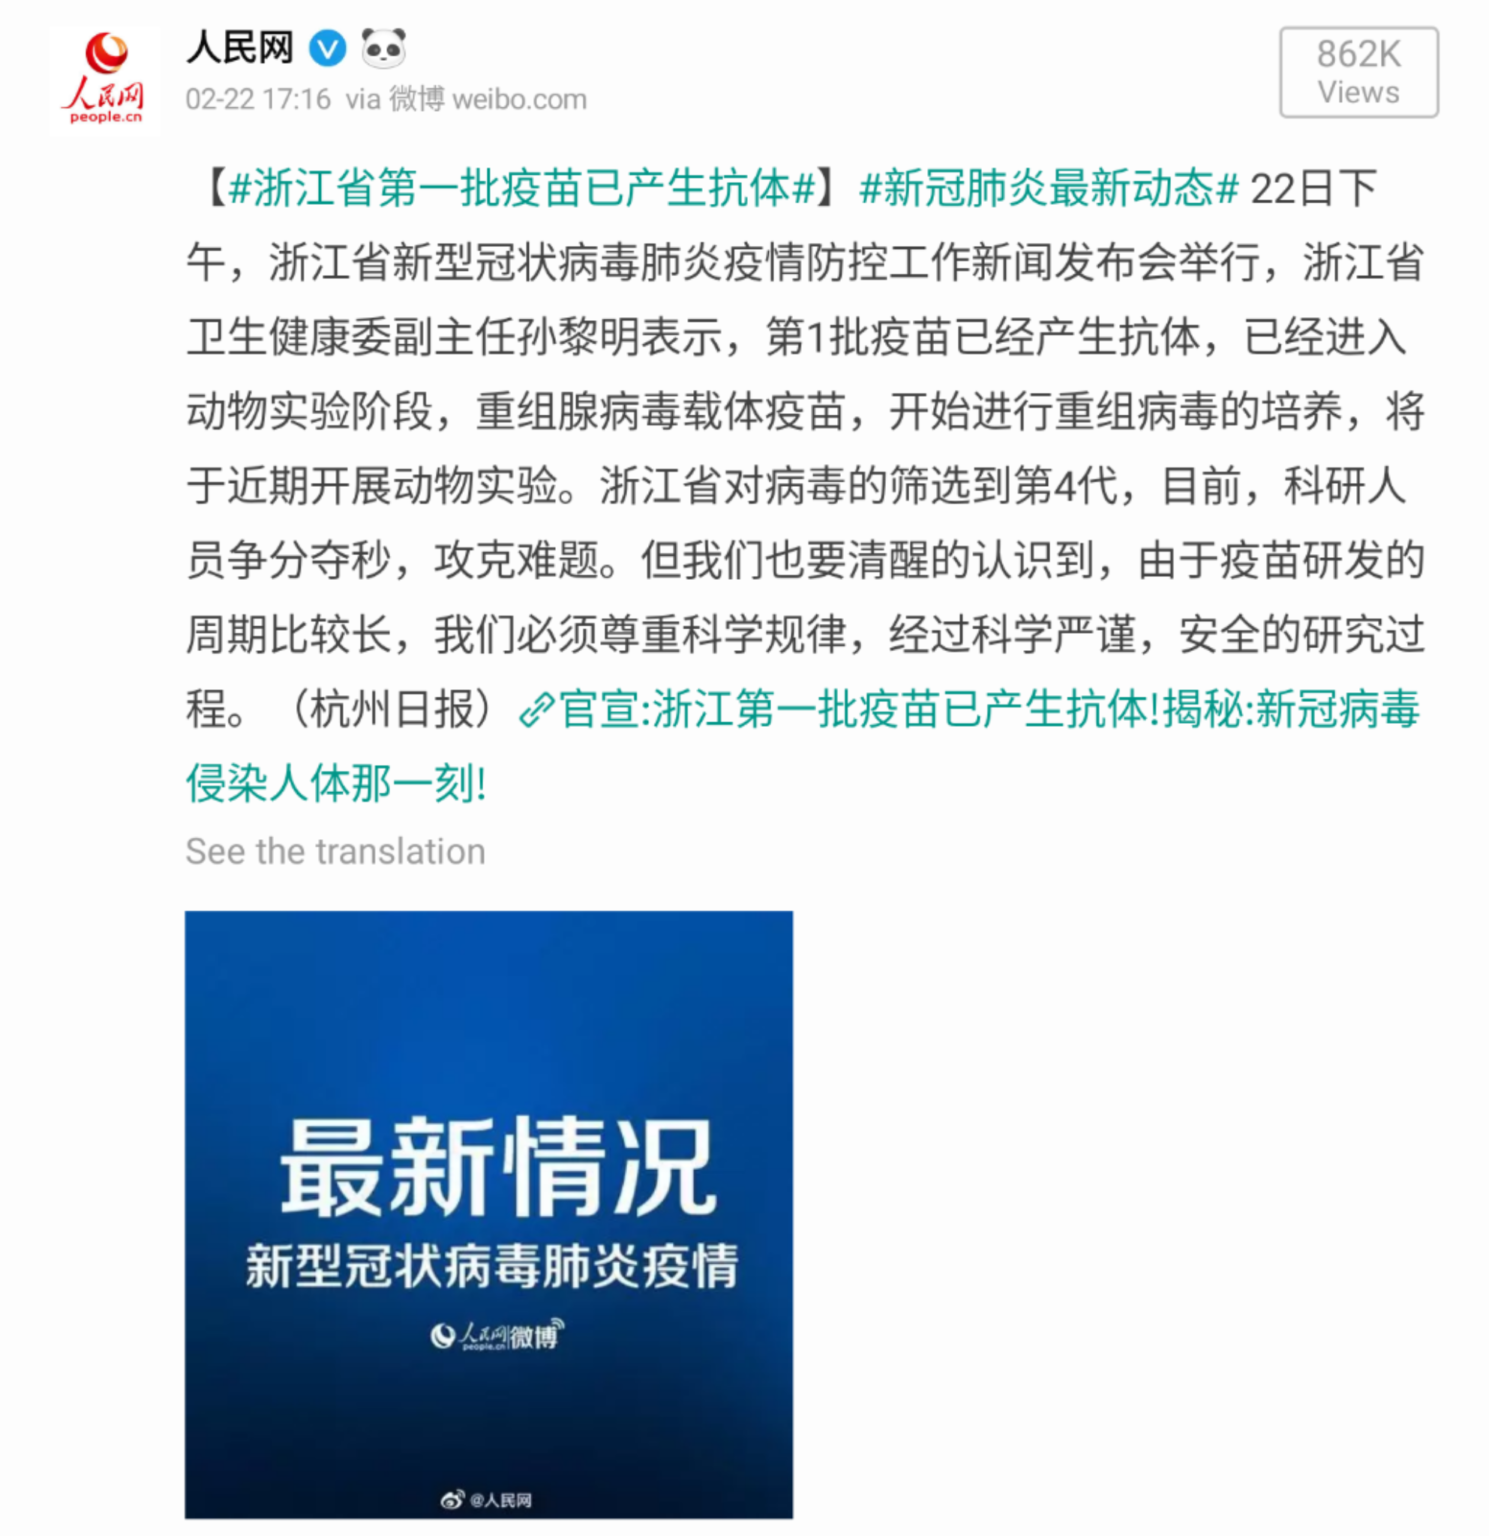 人民网
people.cn
人民网
02-22 17:16 via 微博 weibo.com
862K
Views
【#浙江省第一批疫苗已产生抗体#】#新冠肺炎最新动态# 22日下
午，浙江省新型冠状病毒肺炎疫情防控工作新闻发布会举行，浙江省
卫生健康委副主任孙黎明表示，第1批疫苗已经产生抗体，已经进入
动物实验阶段，重组腺病毒载体疫苗，开始进行重组病毒的培养，将
于近期开展动物实验。浙江省对病毒的筛选到第4代，目前，科研人
员争分夺秒，攻克难题。但我们也要清醒的认识到，由于疫苗研发的
周期比较长，我们必须尊重科学规律，经过科学严谨，安全的研究过
程。（杭州日报）官宣:浙江第一批疫苗已产生抗体!揭秘:新冠病毒
侵染人体那一刻!
See the translation
最新情况
新型冠状病毒肺炎疫情
人民网 people.cn 微博
@人民网